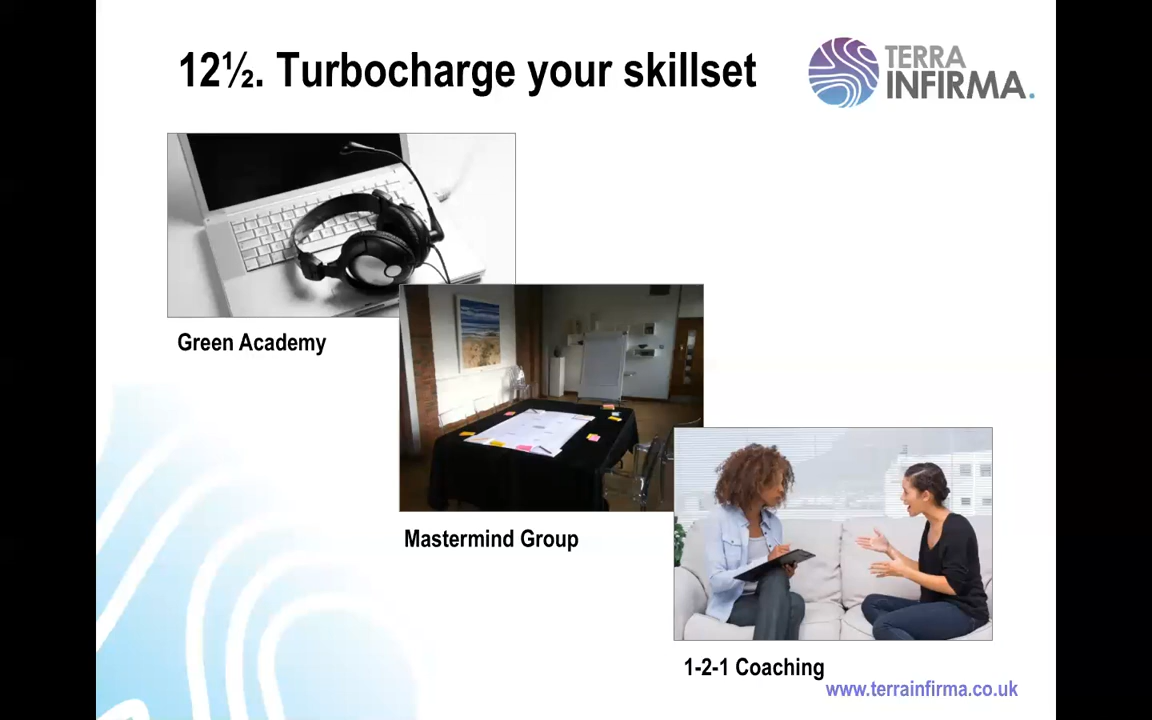 12½. Turbocharge your skillset
TERRA
INFIRMA.
Green Academy
Mastermind Group
1-2-1 Coaching
www.terrainfirma.co.uk